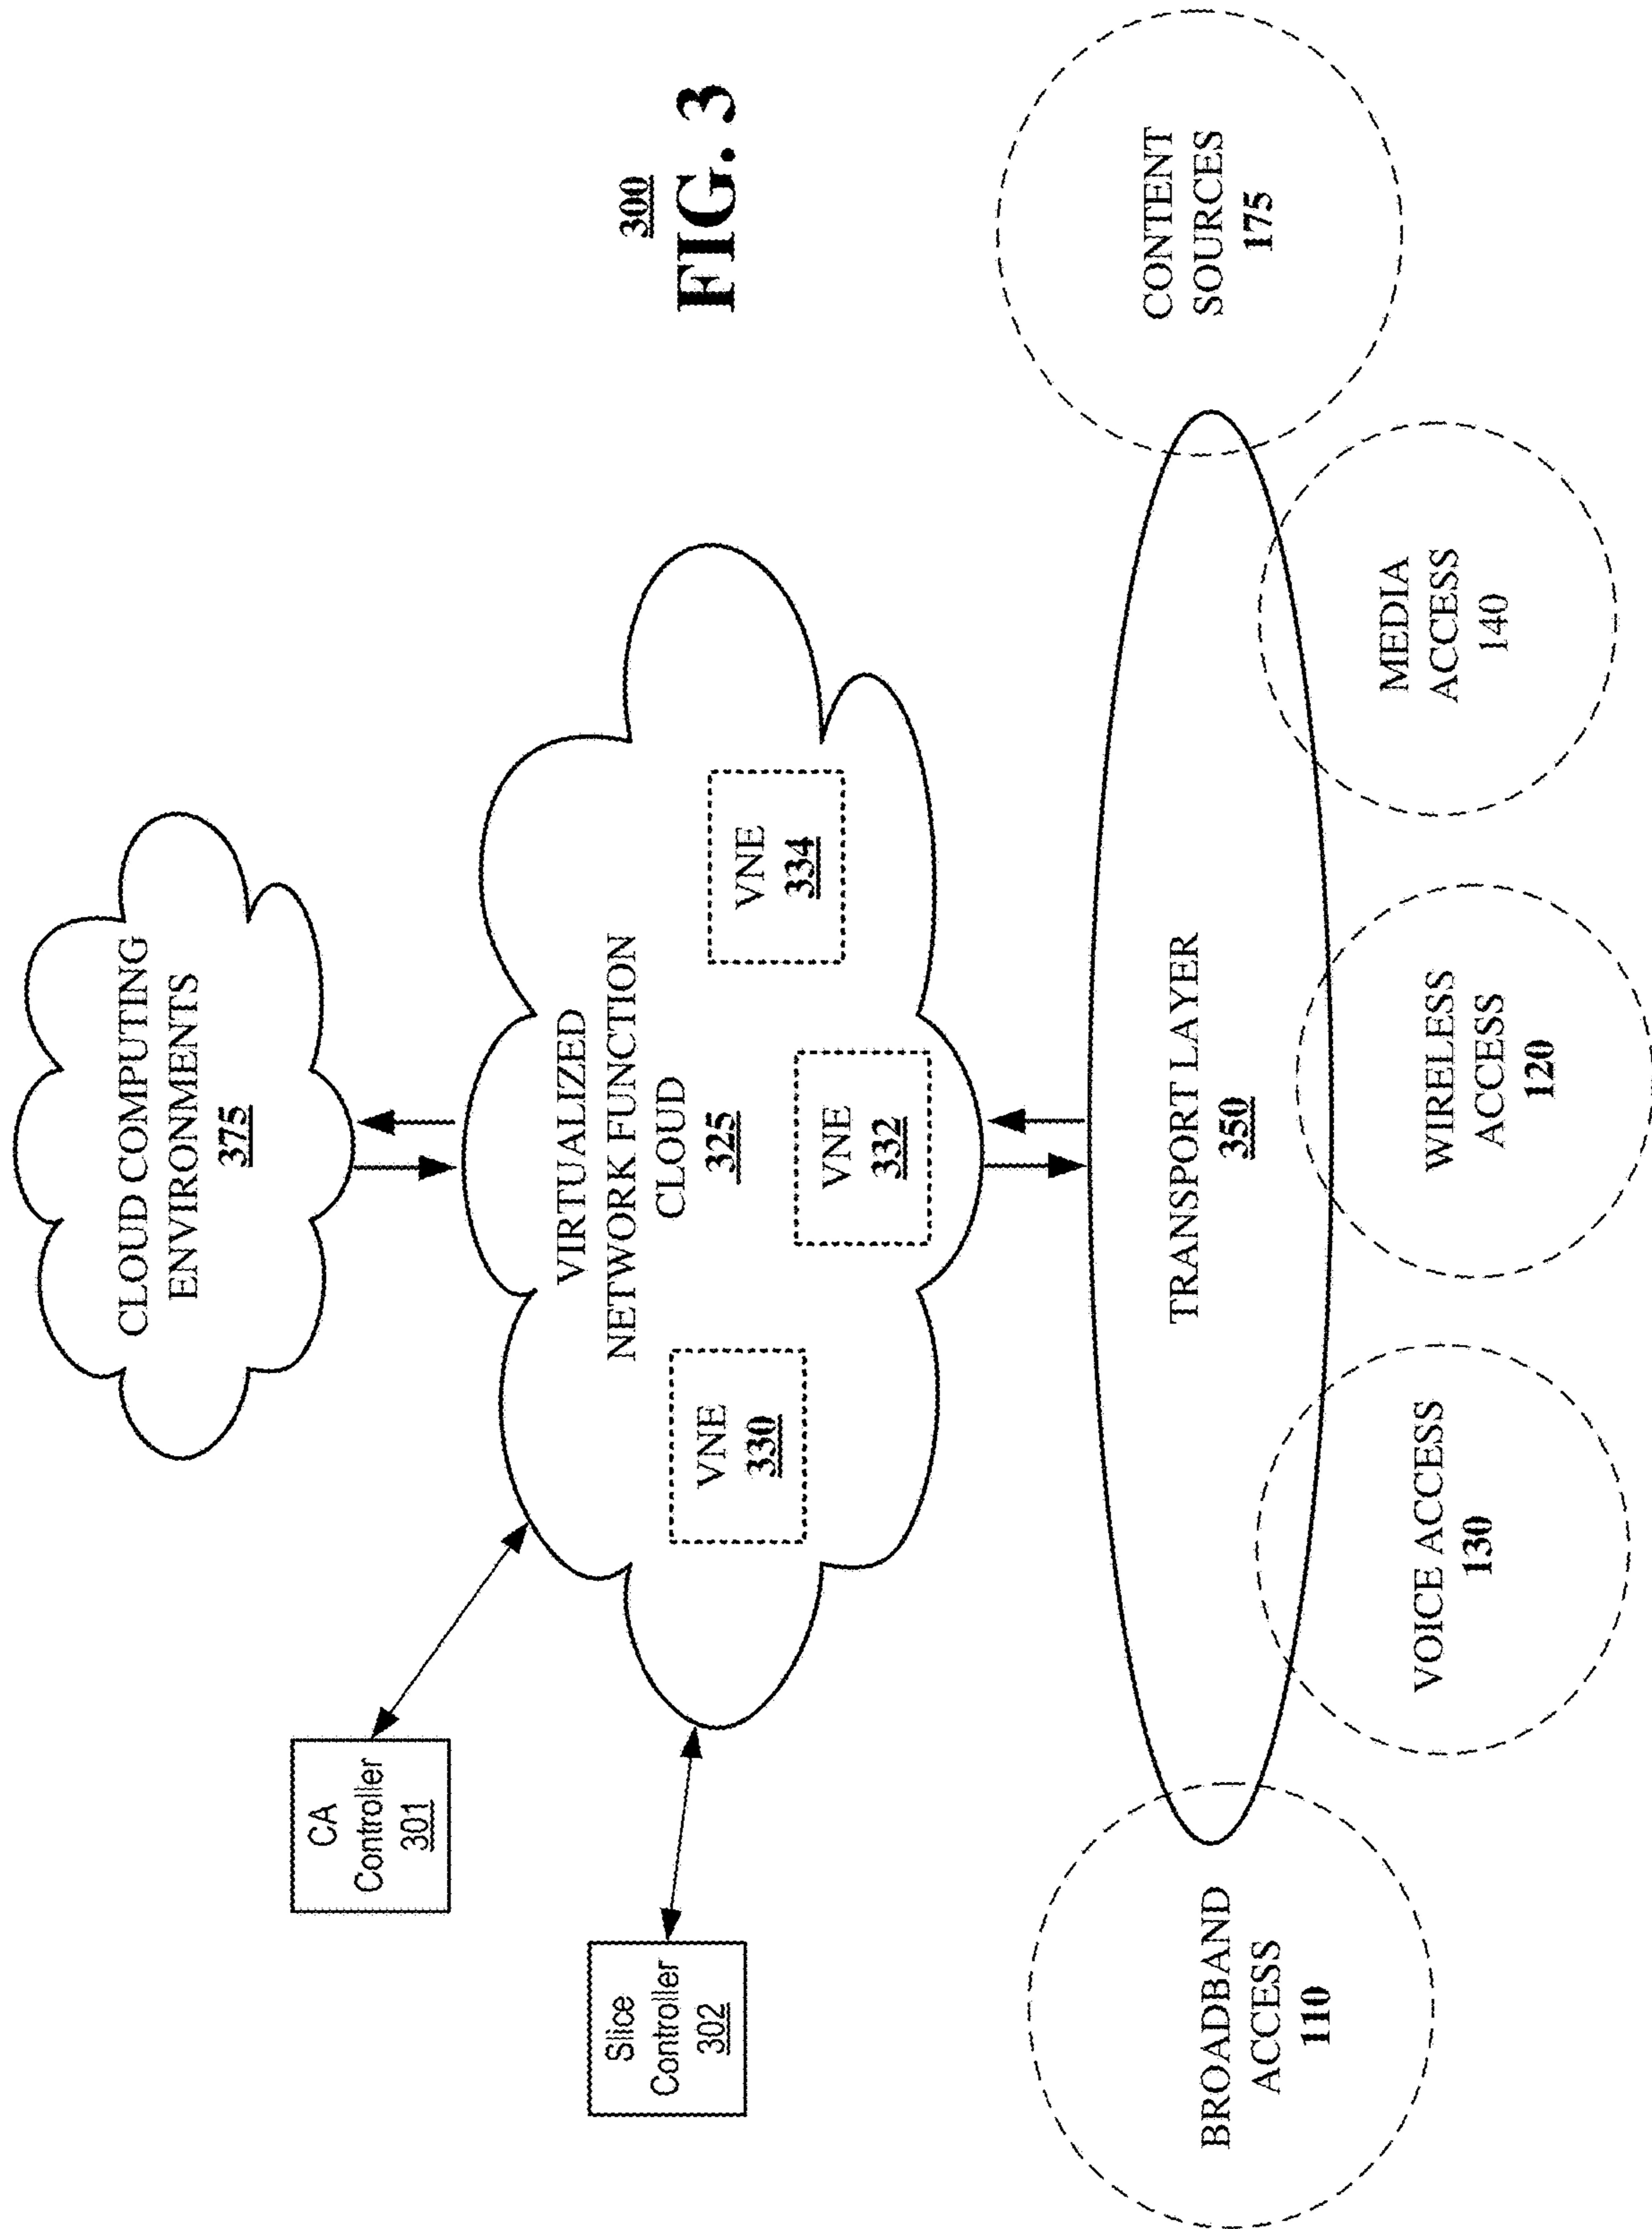 CLOUD COMPUTING
ENVIRONMENTS
375
CA
Controller
301
Slice
Controller
302
VIRTUALIZED
NETWORK FUNCTION
CLOUD
325
VNE
330
VNE
332
VNE
334
TRANSPORT LAYER
350
BROADBAND
ACCESS
110
VOICE ACCESS
130
WIRELESS
ACCESS
120
MEDIA
ACCESS
140
CONTENT
SOURCES
175
300
FIG. 3